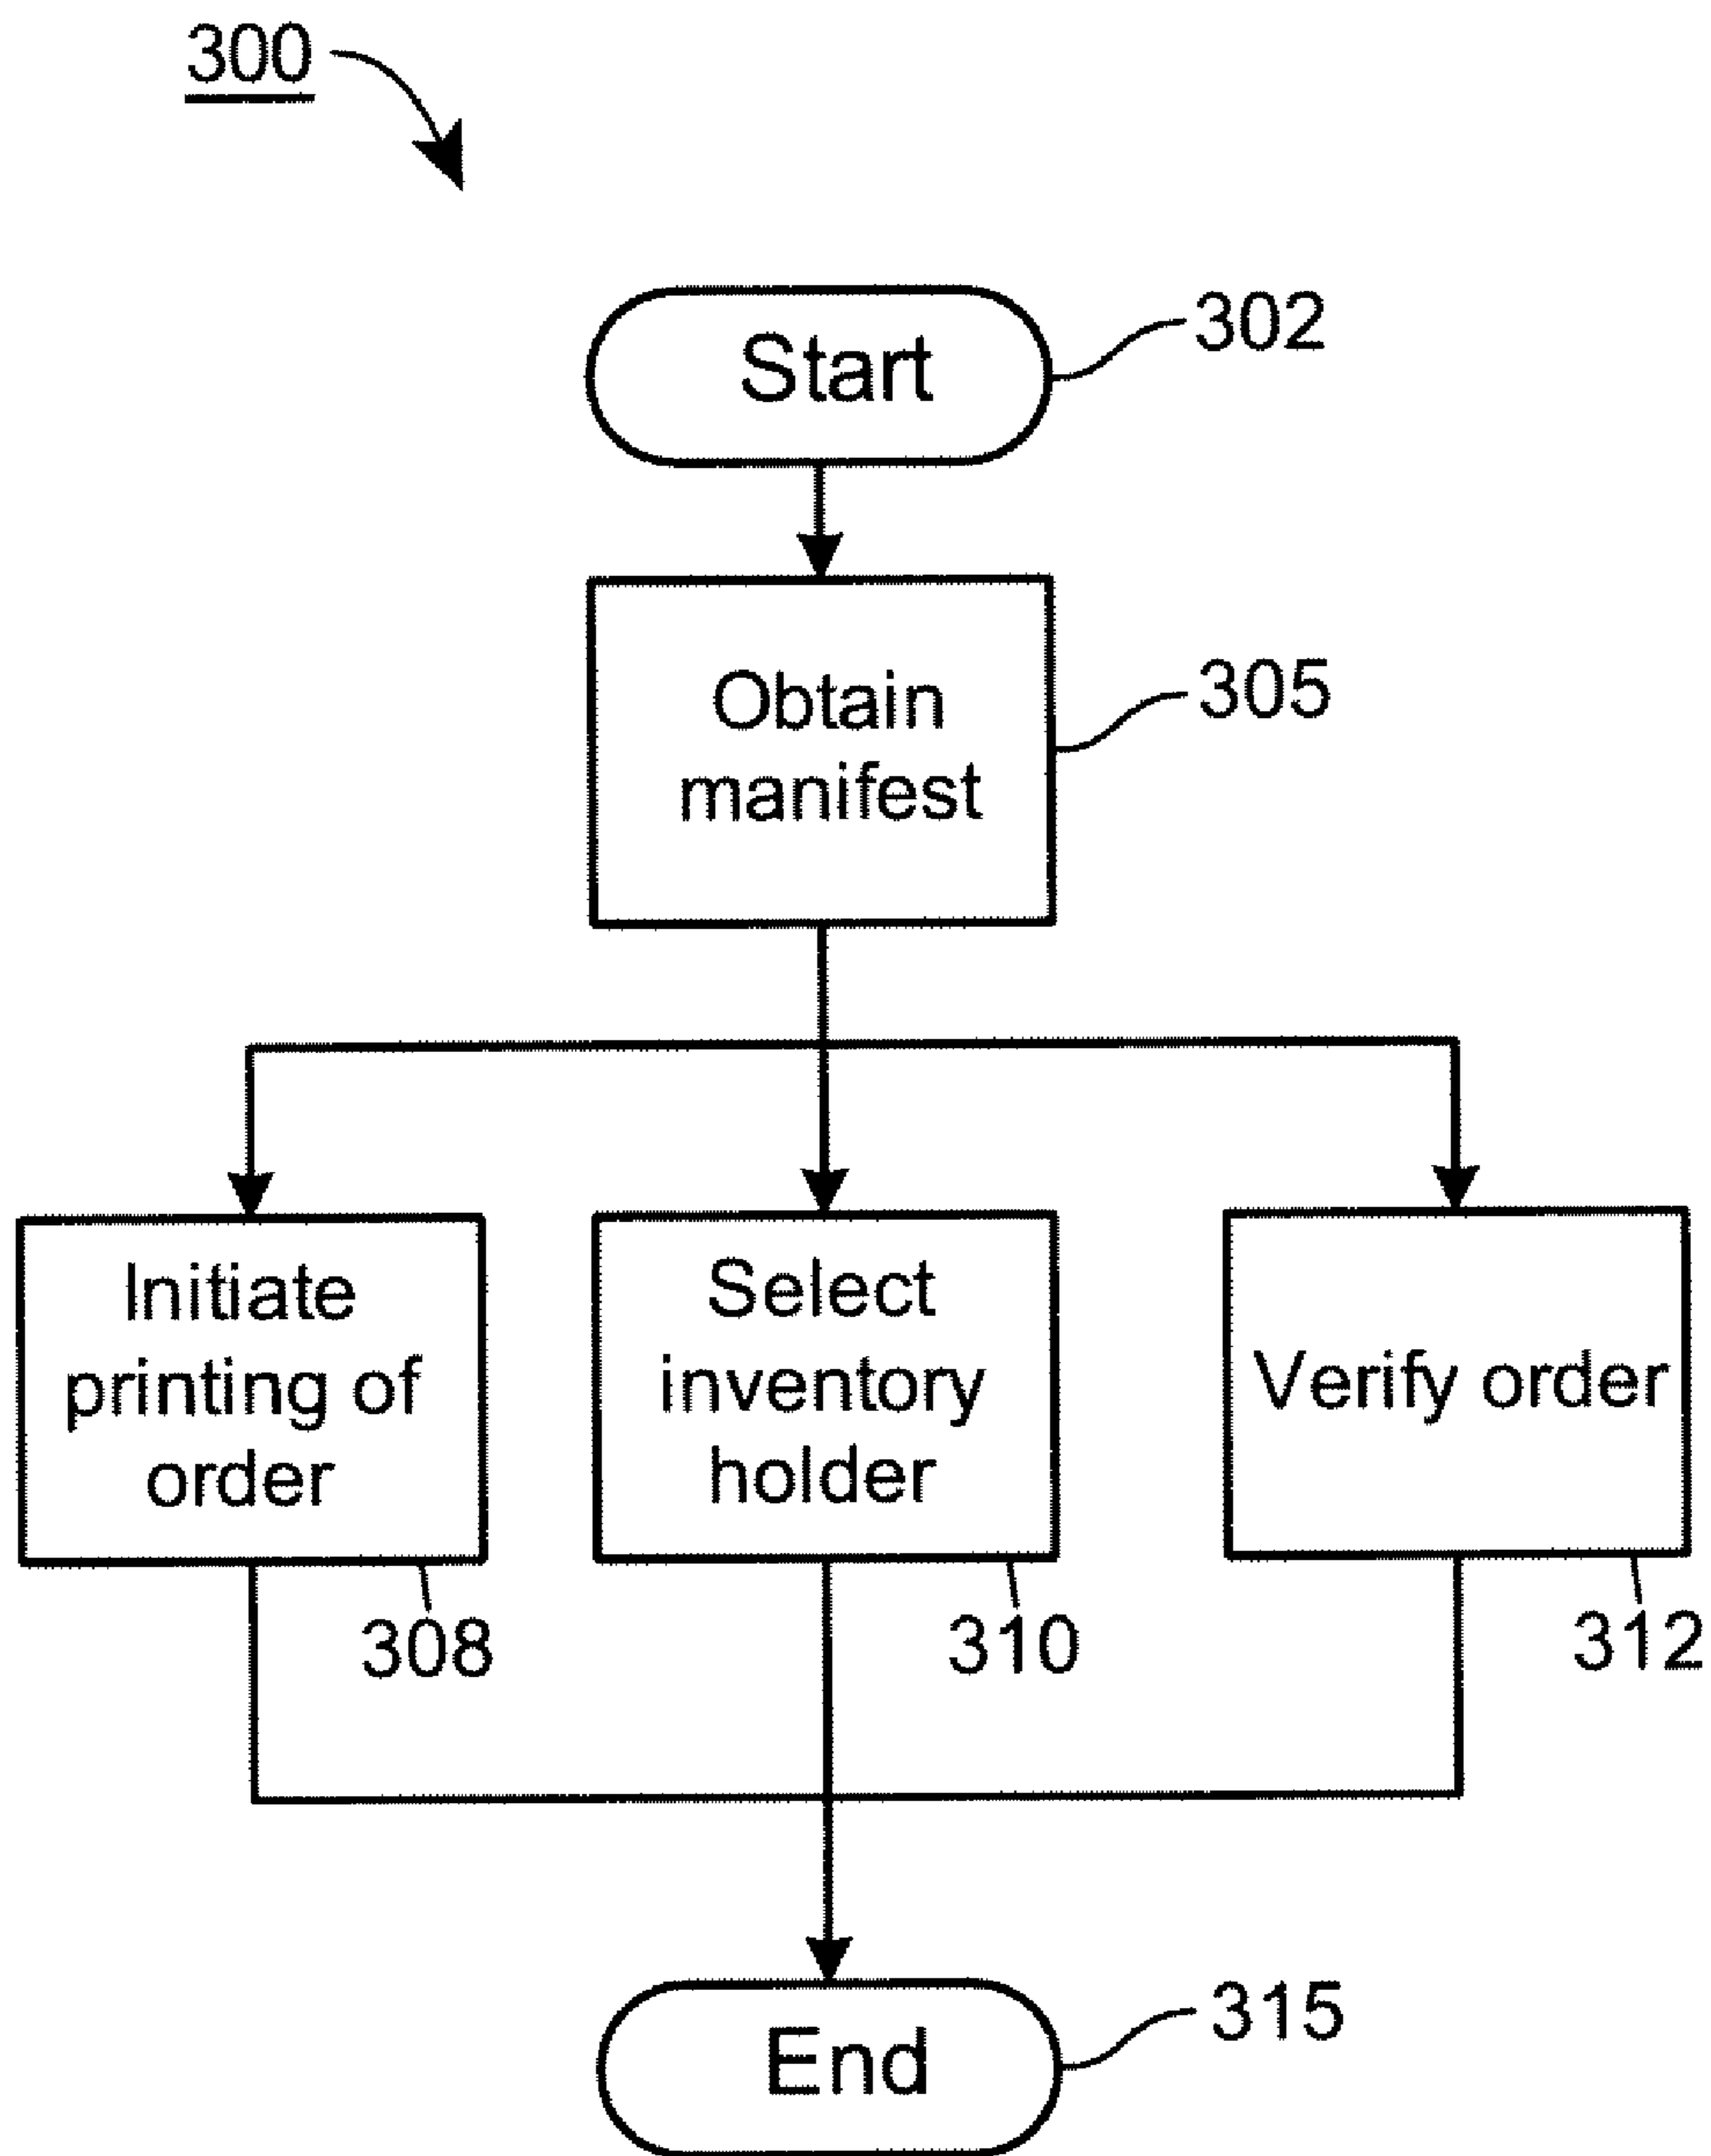 300
Start
302
Obtain
manifest
305
Initiate
printing of
order
Select
inventory
holder
Verify order
308
310
312
End
315